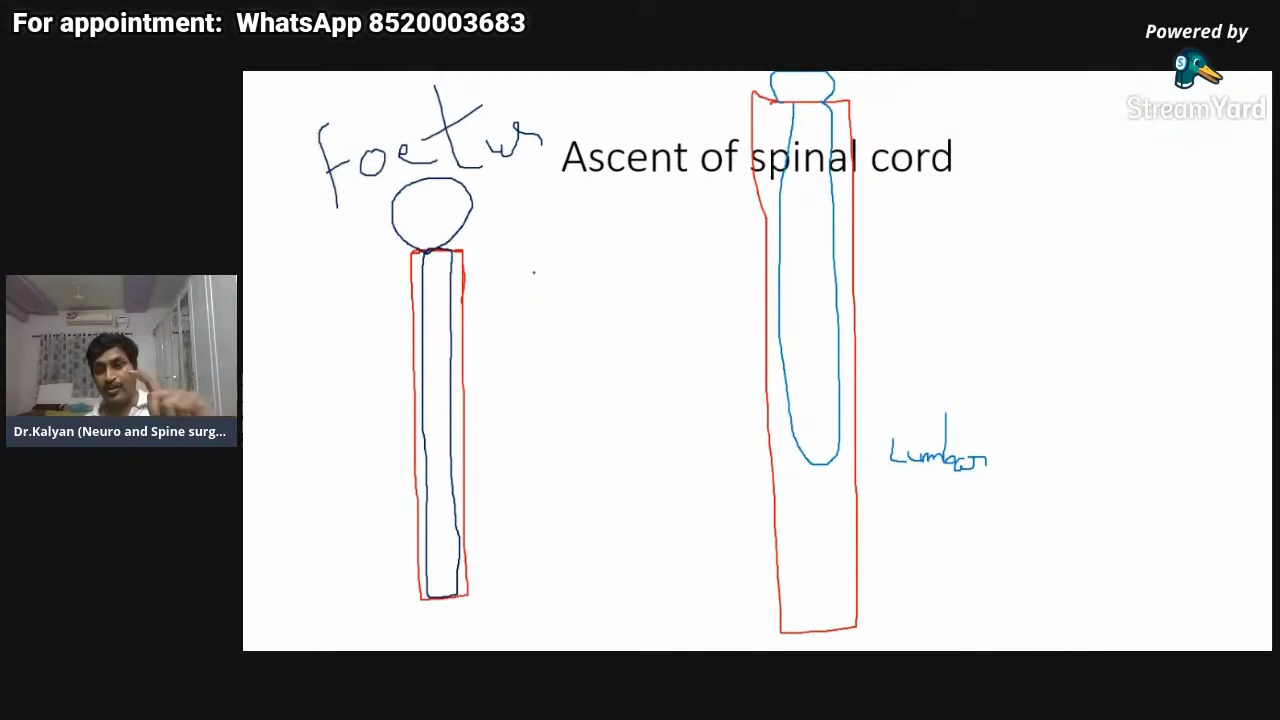 For appointment: WhatsApp 8520003683
Powered by
StreamYard
Foetus
Ascent of spinal cord
Dr.Kalyan (Neuro and Spine surg...
Lumbar